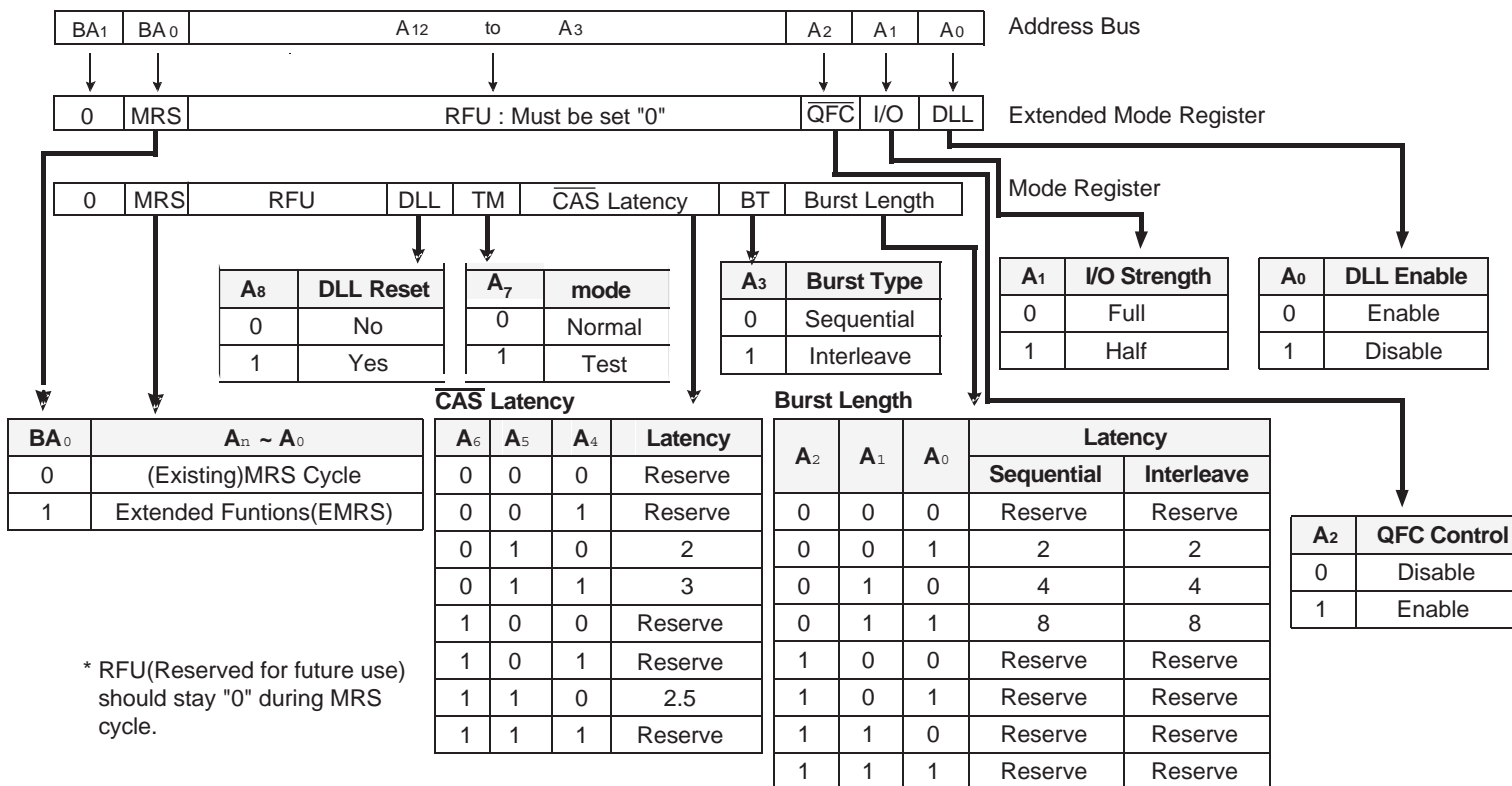 BA1 BA0 A12 to A3 A2 A1 A0 Address Bus
0 MRS RFU : Must be set "0" QFC I/O DLL Extended Mode Register
Mode Register
0 MRS RFU DLL TM CAS Latency BT Burst Length
A8 DLL Reset
0 No
1 Yes
A7 mode
0 Normal
1 Test
A3 Burst Type
0 Sequential
1 Interleave
A1 I/O Strength
0 Full
1 Half
A0 DLL Enable
0 Enable
1 Disable
BA0 An ~ A0
0 (Existing)MRS Cycle
1 Extended Funtions(EMRS)
* RFU(Reserved for future use)
should stay "0" during MRS
cycle.
CAS Latency
A6 A5 A4 Latency
0 0 0 Reserve
0 0 1 Reserve
0 1 0 2
0 1 1 3
1 0 0 Reserve
1 0 1 Reserve
1 1 0 2.5
1 1 1 Reserve
Burst Length
A2 A1 A0 Latency
Sequential Interleave
0 0 0 Reserve Reserve
0 0 1 2 2
0 1 0 4 4
0 1 1 8 8
1 0 0 Reserve Reserve
1 0 1 Reserve Reserve
1 1 0 Reserve Reserve
1 1 1 Reserve Reserve
A2 QFC Control
0 Disable
1 Enable